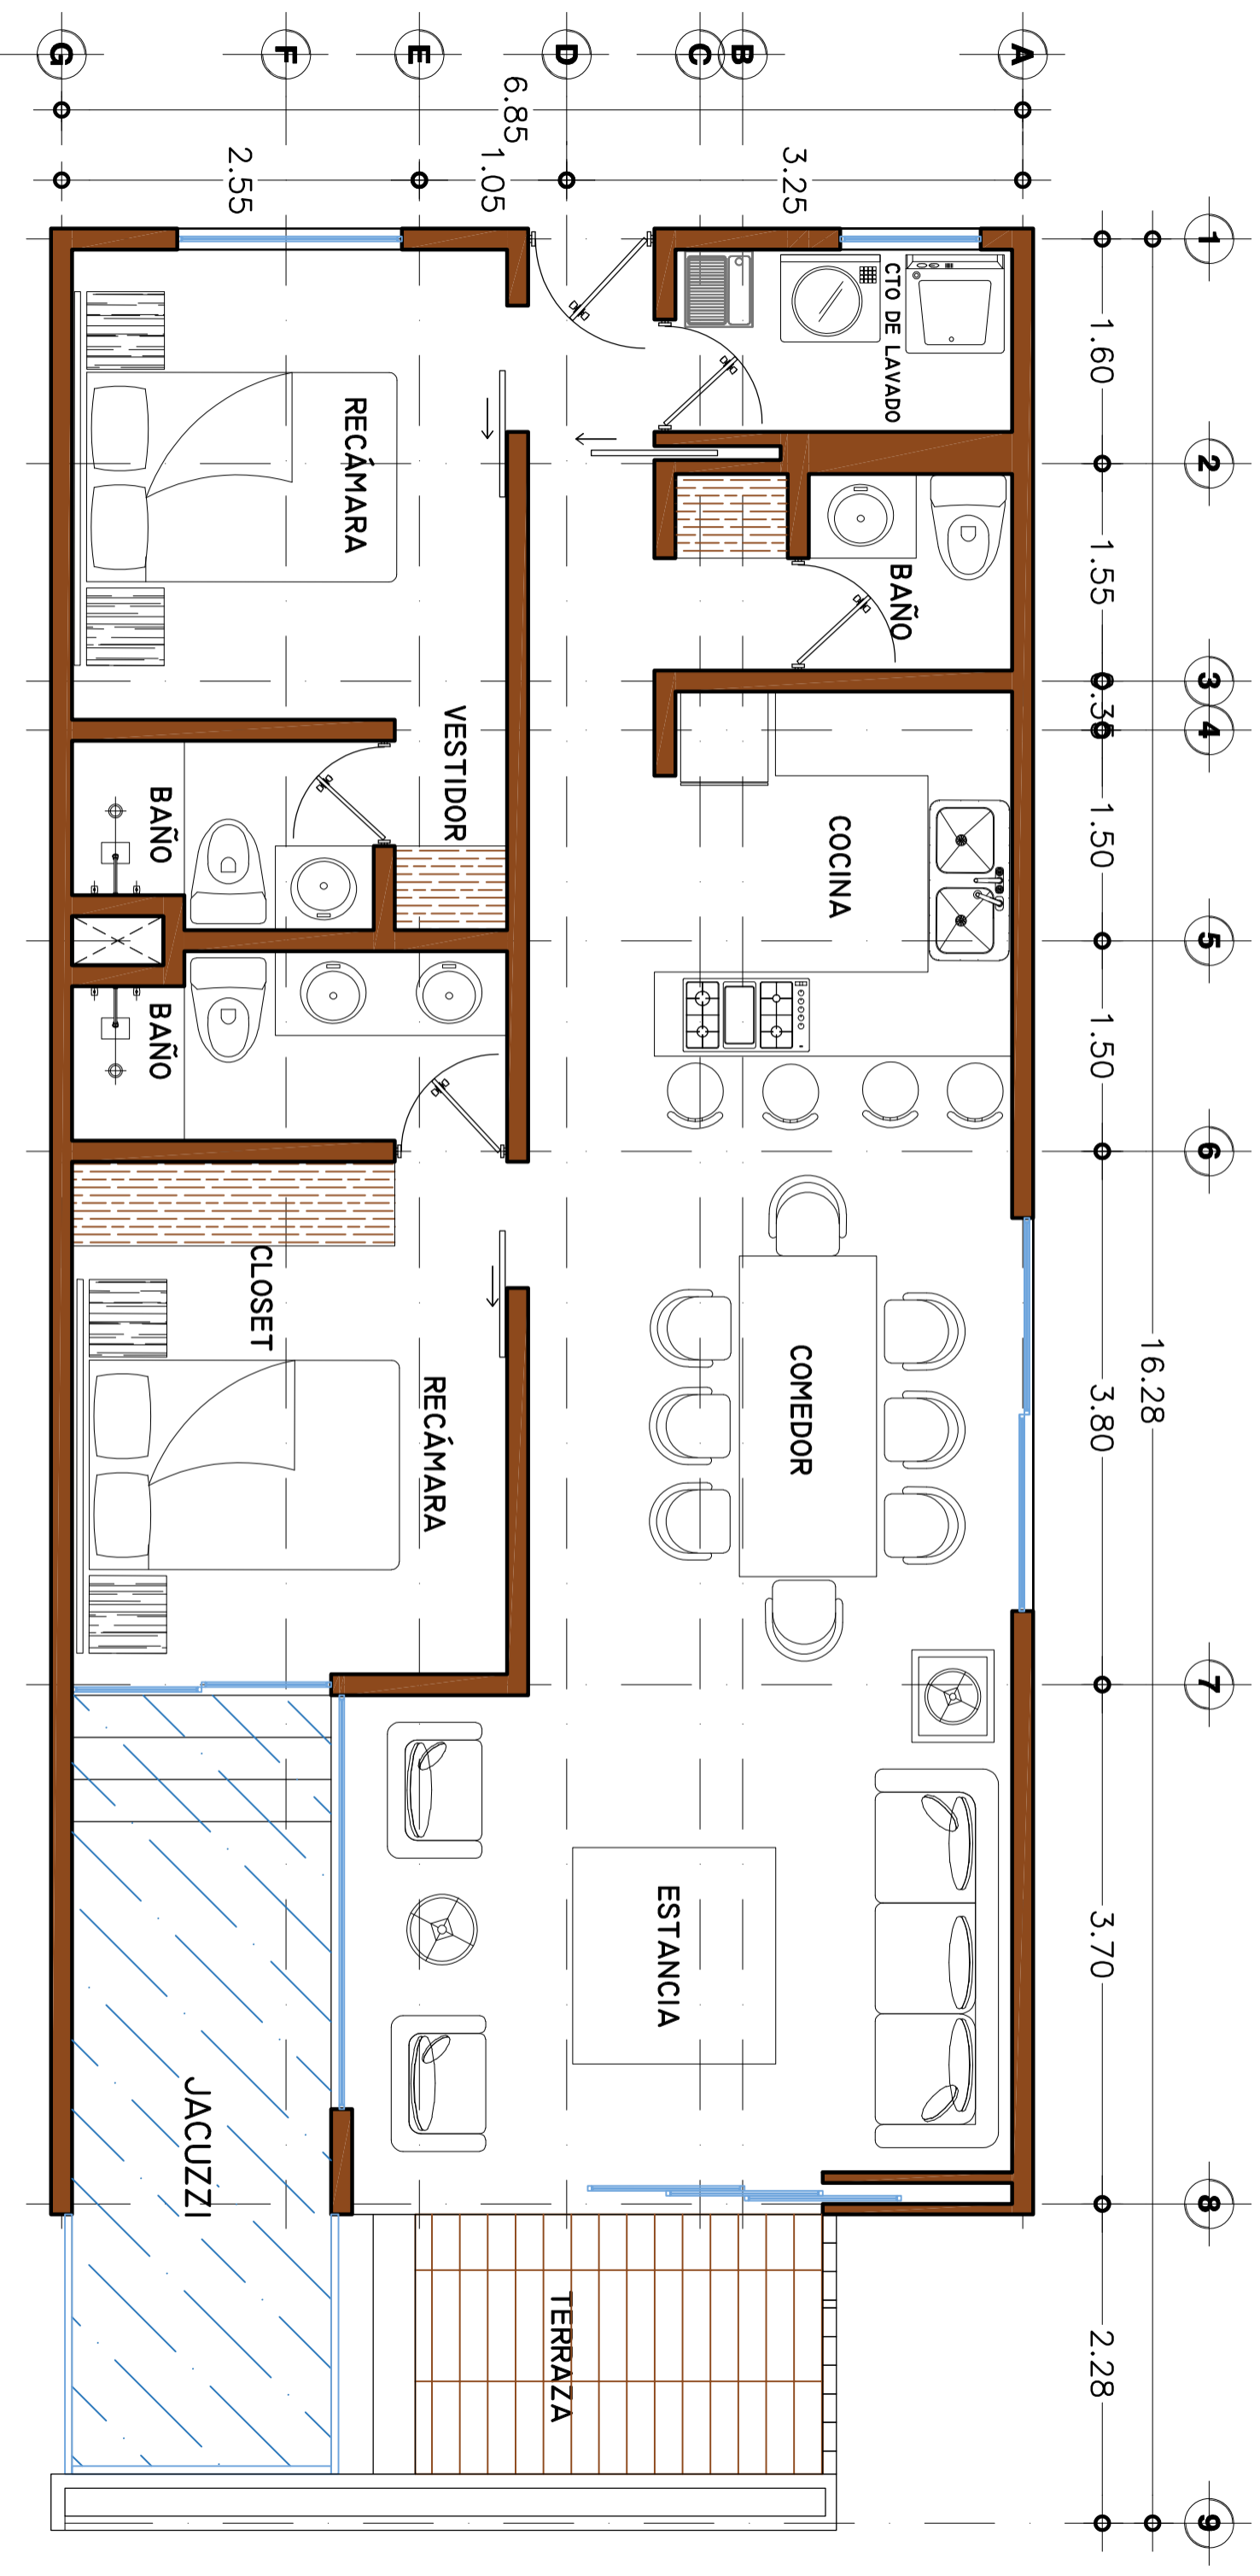 G
F
E
D
C
B
A
6.85
2.55
1.05
3.25
1
2
3
4
5
6
7
8
9
1.60
1.55
0.35
1.50
1.50
3.80
3.70
2.28
16.28
CTO DE LAVADO
RECÁMARA
BAÑO
VESTIDOR
BAÑO
COCINA
BAÑO
CLOSET
RECÁMARA
COMEDOR
ESTANCIA
JACUZZI
TERRAZA